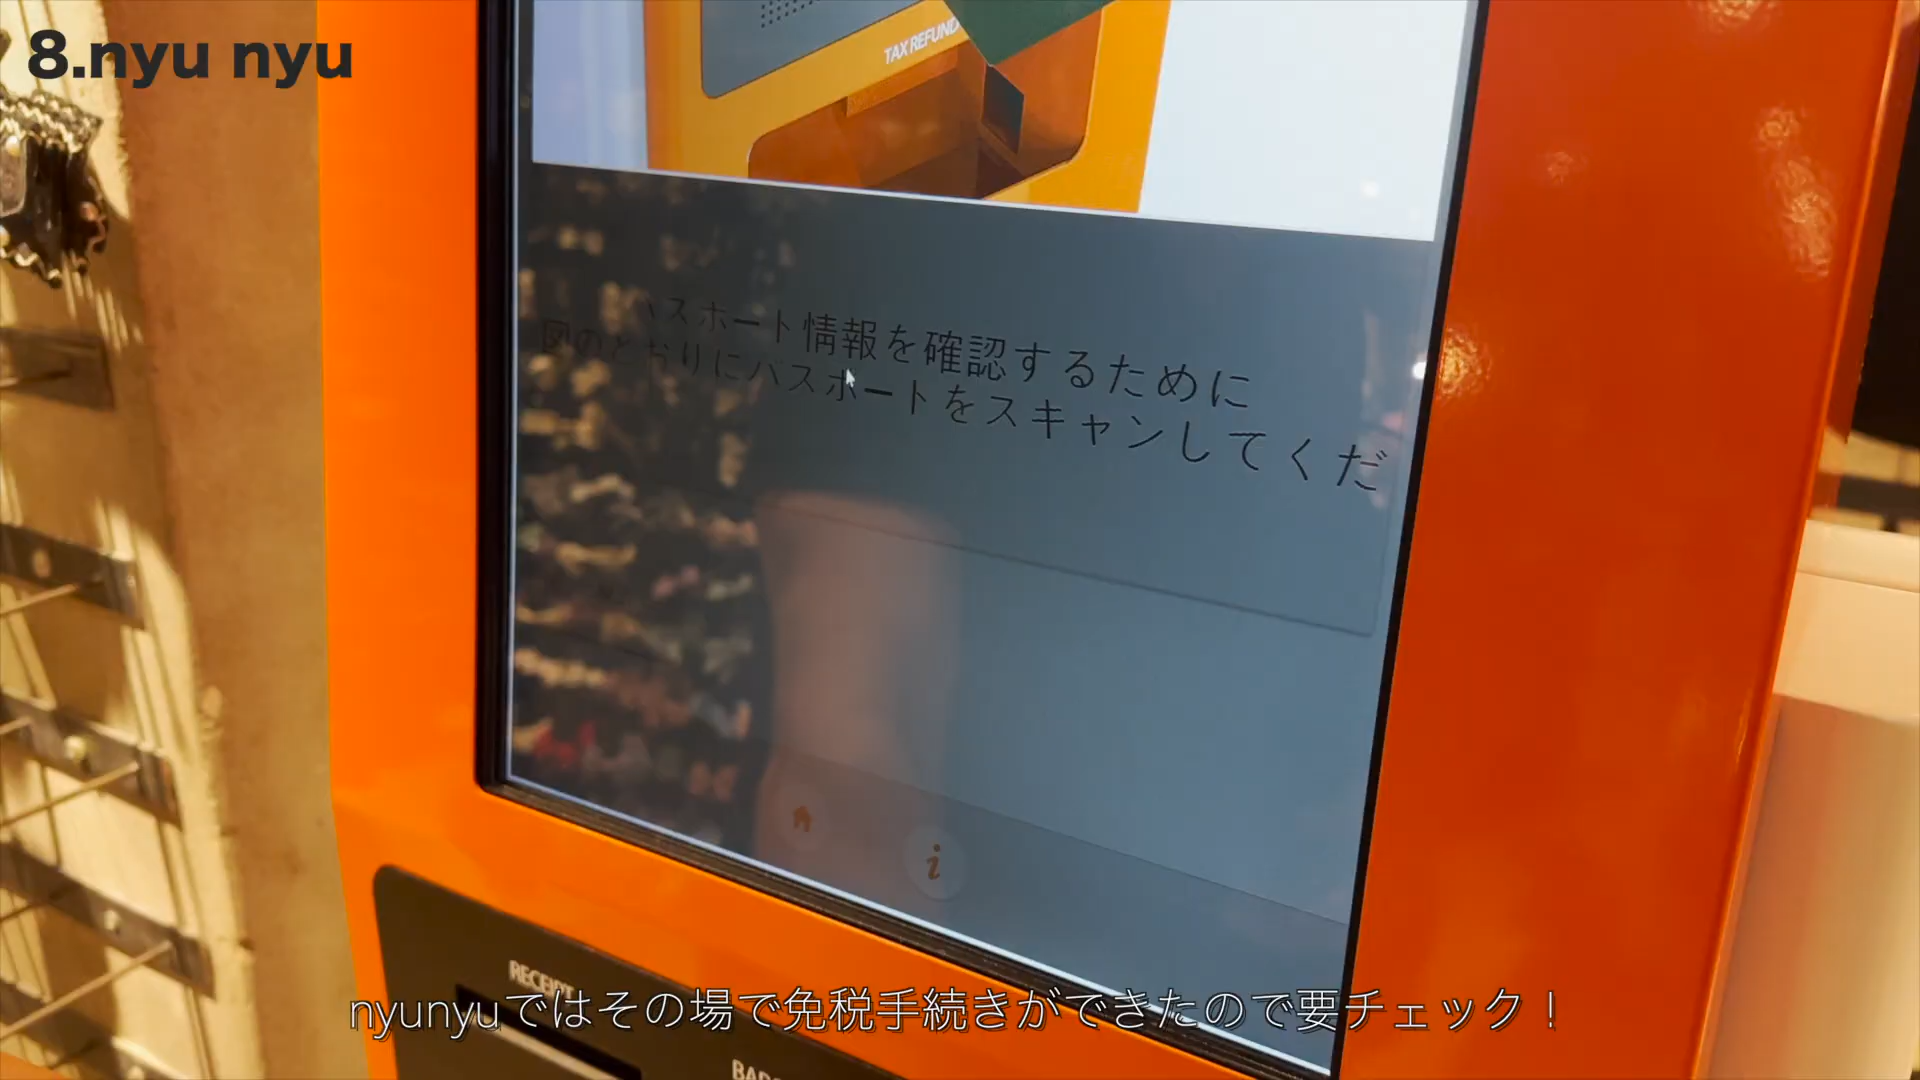 8.nyu nyu
TAX REFUND
パスポート情報を確認するために
図のとおりにパスポートをスキャンしてくだ
RECEIPT
nyunyuではその場で免税手続きができたので要チェック！